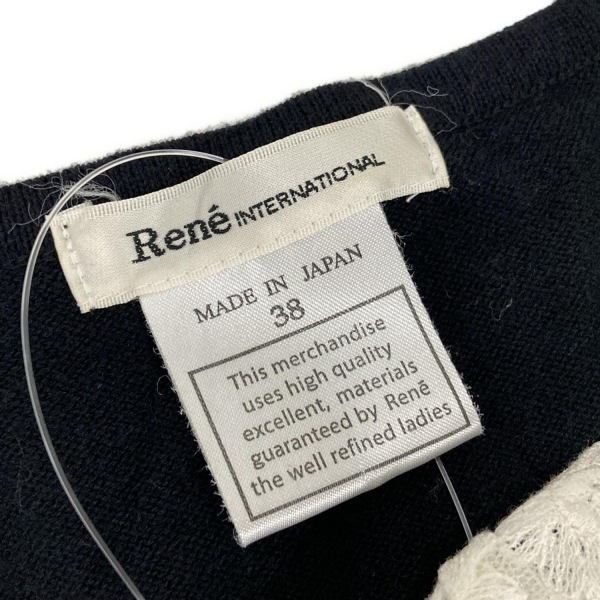 René INTERNATIONAL
MADE IN JAPAN
38
This merchandise
uses high quality
excellent, materials
guaranteed by René
the well refined ladies